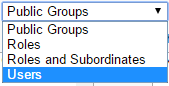 Public Groups
Public Groups
Roles
Roles and Subordinates
Users